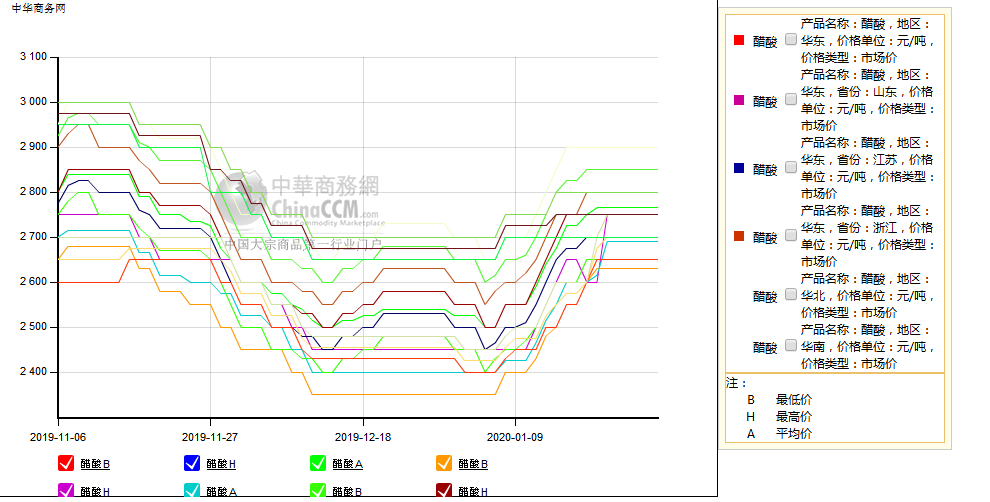 中华商务网
3 100
3 000
2 900
2 800
2 700
2 600
2 500
2 400
2019-11-06
2019-11-27
2019-12-18
2020-01-09
中華商務網
ChinaCCM.com
China Commodity Marketplace
中国大宗商品第一行业门户
醋酸B
醋酸H
醋酸A
醋酸B
醋酸H
醋酸A
醋酸B
醋酸H
醋酸
产品名称：醋酸，地区：
华东，价格单位：元/吨，
价格类型：市场价
醋酸
产品名称：醋酸，地区：
华东，省份：山东，价格
单位：元/吨，价格类型：
市场价
醋酸
产品名称：醋酸，地区：
华东，省份：江苏，价格
单位：元/吨，价格类型：
市场价
醋酸
产品名称：醋酸，地区：
华东，省份：浙江，价格
单位：元/吨，价格类型：
市场价
醋酸
产品名称：醋酸，地区：
华北，价格单位：元/吨，
价格类型：市场价
醋酸
产品名称：醋酸，地区：
华南，价格单位：元/吨，
价格类型：市场价
注：
B 最低价
H 最高价
A 平均价